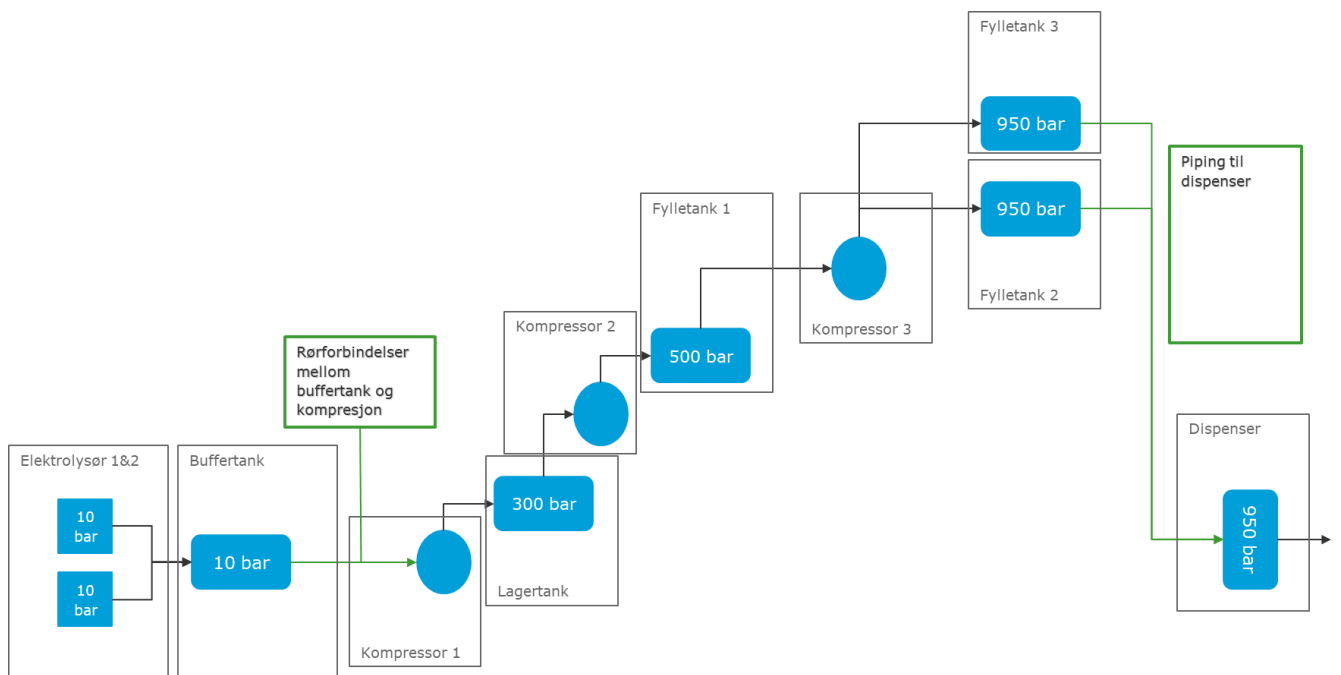 Fylletank 3
950 bar
Piping til
dispenser
950 bar
Fylletank 2
Fylletank 1
500 bar
Kompressor 3
Kompressor 2
Rørforbindelser
mellom
buffertank og
kompresjon
Elektrolysør 1&2
10
bar
10
bar
Buffertank
10 bar
Kompressor 1
300 bar
Lagertank
Dispenser
950 bar